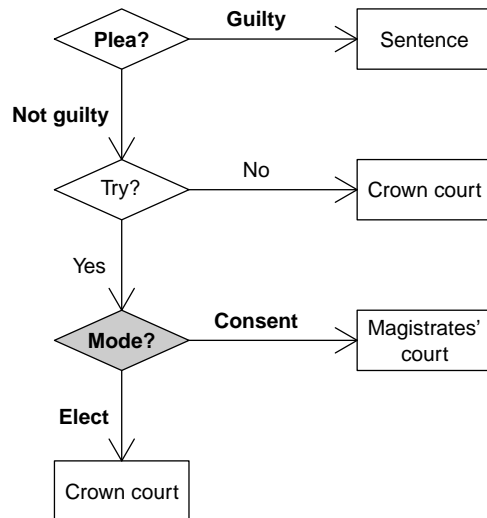 Guilty
Plea?
Sentence
Not guilty
No
Try?
Crown court
Yes
Consent
Mode?
Magistrates’
court
Elect
Crown court